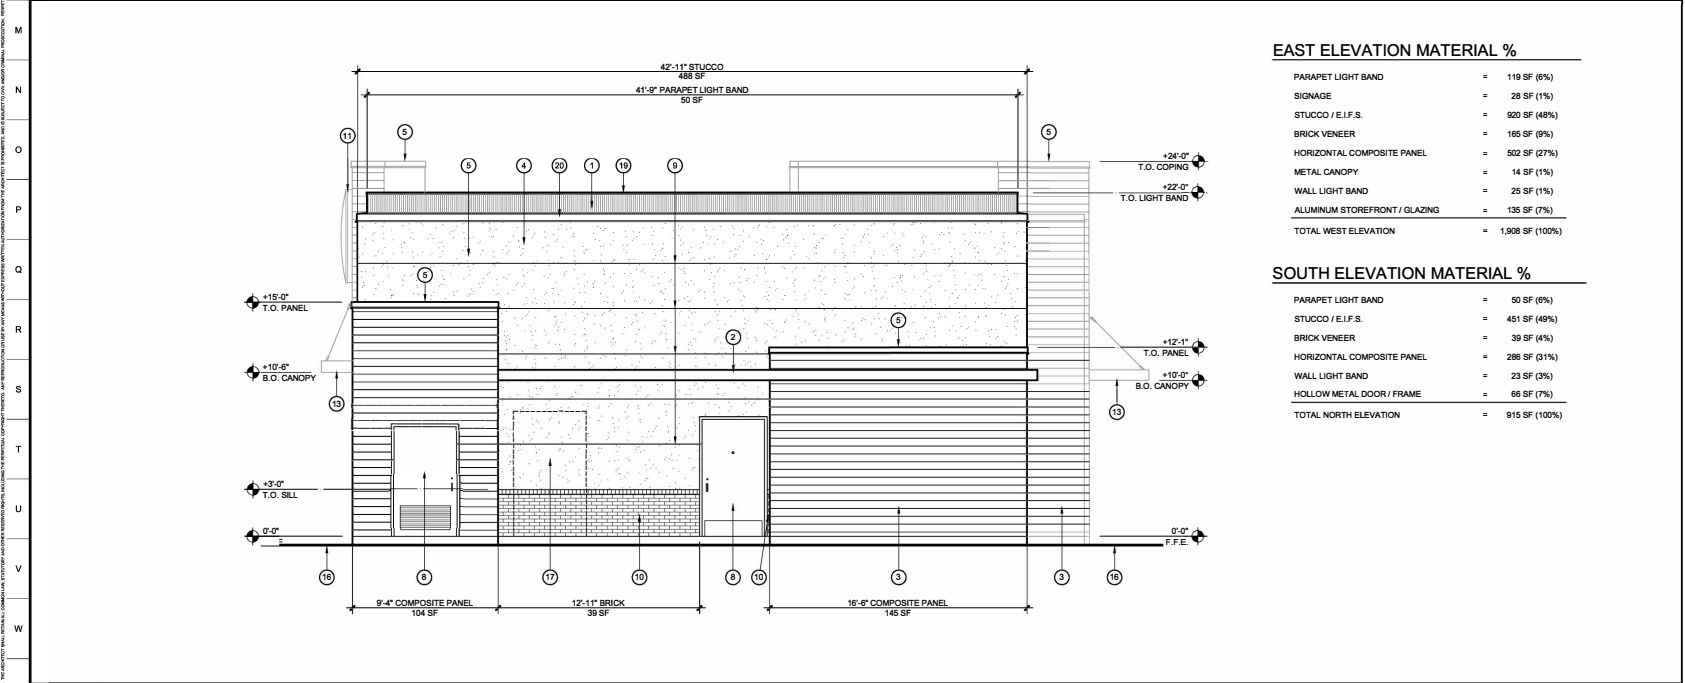 M
N
O
P
Q
R
S
T
U
V
W
42'-11" STUCCO
488 SF
41'-9" PARAPET LIGHT BAND
50 SF
11
5
5
5
4
20
1
19
9
+24'-0"
T.O. COPING
+22'-0"
T.O. LIGHT BAND
5
+15'-0"
T.O. PANEL
2
5
+12'-1"
T.O. PANEL
+10'-6"
B.O. CANOPY
+10'-0"
B.O. CANOPY
13
13
+3'-0"
T.O. SILL
0'-0"
0'-0"
F.F.E.
16
8
17
10
8
10
3
3
16
9'-4" COMPOSITE PANEL
104 SF
12'-11" BRICK
39 SF
16'-6" COMPOSITE PANEL
145 SF
EAST ELEVATION MATERIAL %
PARAPET LIGHT BAND = 119 SF (6%)
SIGNAGE = 28 SF (1%)
STUCCO / E.I.F.S. = 920 SF (48%)
BRICK VENEER = 165 SF (9%)
HORIZONTAL COMPOSITE PANEL = 502 SF (27%)
METAL CANOPY = 14 SF (1%)
WALL LIGHT BAND = 25 SF (1%)
ALUMINUM STOREFRONT / GLAZING = 135 SF (7%)
TOTAL WEST ELEVATION = 1,908 SF (100%)
SOUTH ELEVATION MATERIAL %
PARAPET LIGHT BAND = 50 SF (6%)
STUCCO / E.I.F.S. = 451 SF (49%)
BRICK VENEER = 39 SF (4%)
HORIZONTAL COMPOSITE PANEL = 286 SF (31%)
WALL LIGHT BAND = 23 SF (3%)
HOLLOW METAL DOOR / FRAME = 66 SF (7%)
TOTAL NORTH ELEVATION = 915 SF (100%)